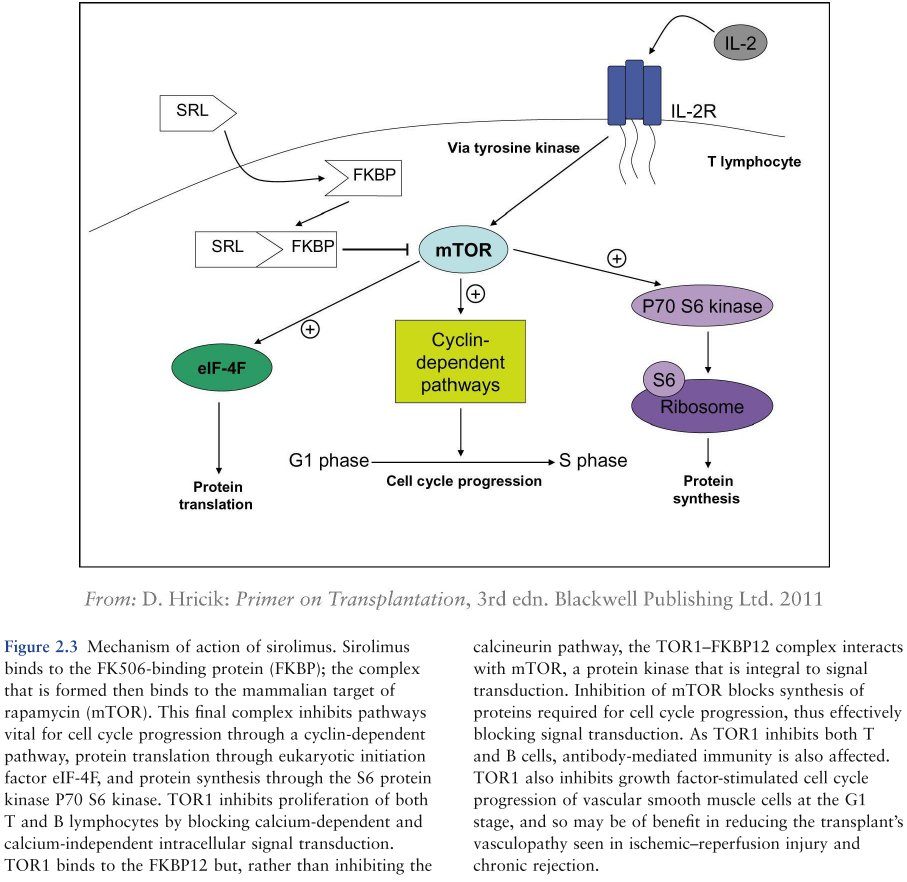 IL-2
SRL
IL-2R
Via tyrosine kinase
T lymphocyte
FKBP
SRL
FKBP
mTOR
+
+
+
P70 S6 kinase
eIF-4F
Cyclin-
dependent
pathways
S6
Ribosome
G1 phase
S phase
Cell cycle progression
Protein
translation
Protein
synthesis
From: D. Hricik: Primer on Transplantation, 3rd edn. Blackwell Publishing Ltd. 2011
Figure 2.3 Mechanism of action of sirolimus. Sirolimus
binds to the FK506-binding protein (FKBP); the complex
that is formed then binds to the mammalian target of
rapamycin (mTOR). This final complex inhibits pathways
vital for cell cycle progression through a cyclin-dependent
pathway, protein translation through eukaryotic initiation
factor eIF-4F, and protein synthesis through the S6 protein
kinase P70 S6 kinase. TOR1 inhibits proliferation of both
T and B lymphocytes by blocking calcium-dependent and
calcium-independent intracellular signal transduction.
TOR1 binds to the FKBP12 but, rather than inhibiting the
calcineurin pathway, the TOR1–FKBP12 complex interacts
with mTOR, a protein kinase that is integral to signal
transduction. Inhibition of mTOR blocks synthesis of
proteins required for cell cycle progression, thus effectively
blocking signal transduction. As TOR1 inhibits both T
and B cells, antibody-mediated immunity is also affected.
TOR1 also inhibits growth factor-stimulated cell cycle
progression of vascular smooth muscle cells at the G1
stage, and so may be of benefit in reducing the transplant's
vasculopathy seen in ischemic–reperfusion injury and
chronic rejection.